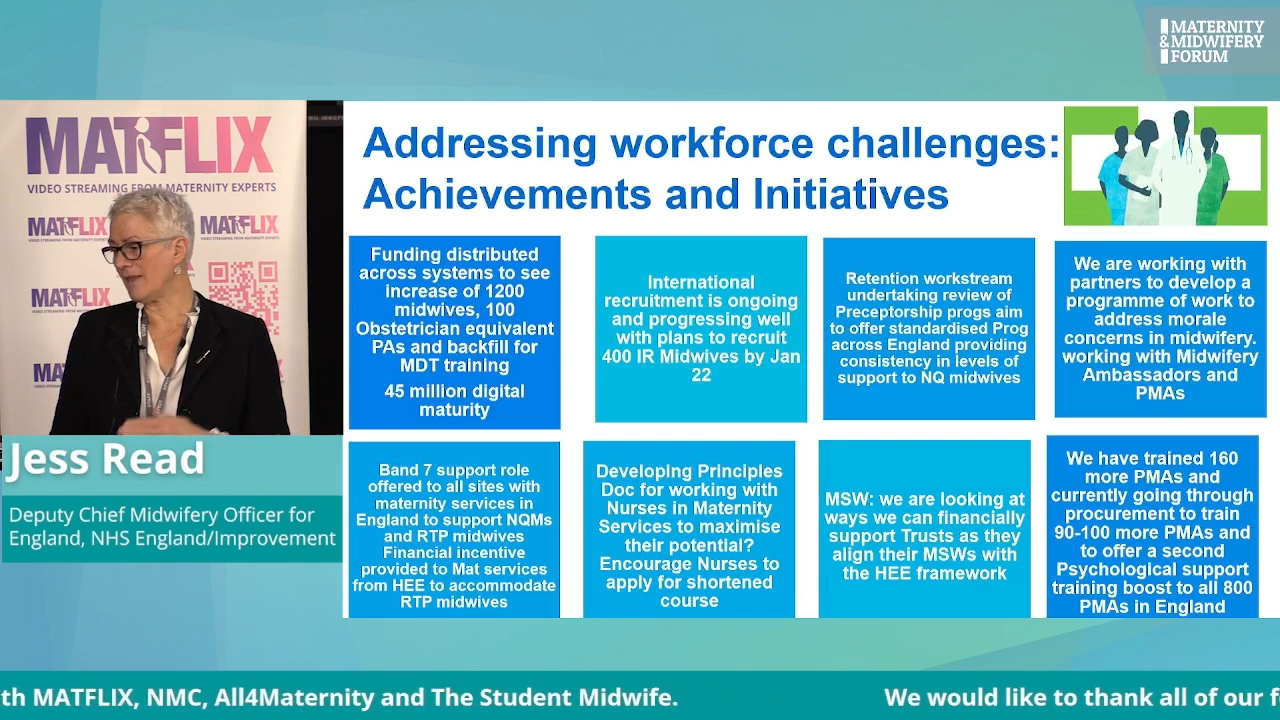 MATERNITY
&MIDWIFERY
FORUM
MATFLIX
VIDEO STREAMING FROM MATERNITY EXPERTS
MATFLIX
VIDEO STREAMING FROM MATERNITY EXPERTS
MATFLIX
VIDEO STREAMING FROM MATERNITY EXPERTS
MATFLIX
Jess Read
Deputy Chief Midwifery Officer for
England, NHS England/Improvement
Addressing workforce challenges:
Achievements and Initiatives
Funding distributed
across systems to see
increase of 1200
midwives, 100
Obstetrician equivalent
PAs and backfill for
MDT training
45 million digital
maturity
International
recruitment is ongoing
and progressing well
with plans to recruit
400 IR Midwives by Jan
22
Retention workstream
undertaking review of
Preceptorship progs aim
to offer standardised Prog
across England providing
consistency in levels of
support to NQ midwives
We are working with
partners to develop a
programme of work to
address morale
concerns in midwifery.
working with Midwifery
Ambassadors and
PMAs
Band 7 support role
offered to all sites with
maternity services in
England to support NQMs
and RTP midwives
Financial incentive
provided to Mat services
from HEE to accommodate
RTP midwives
Developing Principles
Doc for working with
Nurses in Maternity
Services to maximise
their potential?
Encourage Nurses to
apply for shortened
course
MSW: we are looking at
ways we can financially
support Trusts as they
align their MSWs with
the HEE framework
We have trained 160
more PMAs and
currently going through
procurement to train
90-100 more PMAs and
to offer a second
Psychological support
training boost to all 800
PMAs in England
th MATFLIX, NMC, All4Maternity and The Student Midwife.
We would like to thank all of our f